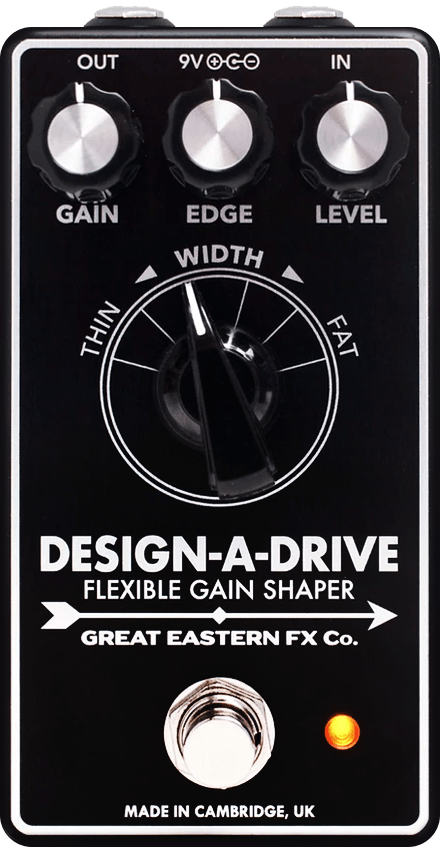 OUT 9V IN
GAIN EDGE LEVEL
WIDTH
THIN FAT
DESIGN-A-DRIVE
FLEXIBLE GAIN SHAPER
GREAT EASTERN FX Co.
MADE IN CAMBRIDGE, UK